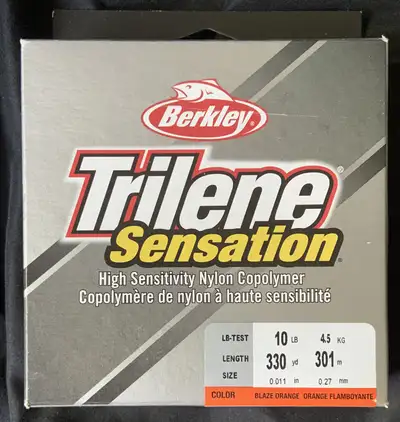 Berkley
Trilene®
Sensation®
High Sensitivity Nylon Copolymer
Copolymère de nylon à haute sensibilité
LB-TEST 10 LB 4.5 KG
LENGTH 330 yd 301 m
SIZE 0.011 in 0.27 mm
COLOR BLAZE ORANGE ORANGE FLAMBOYANTE